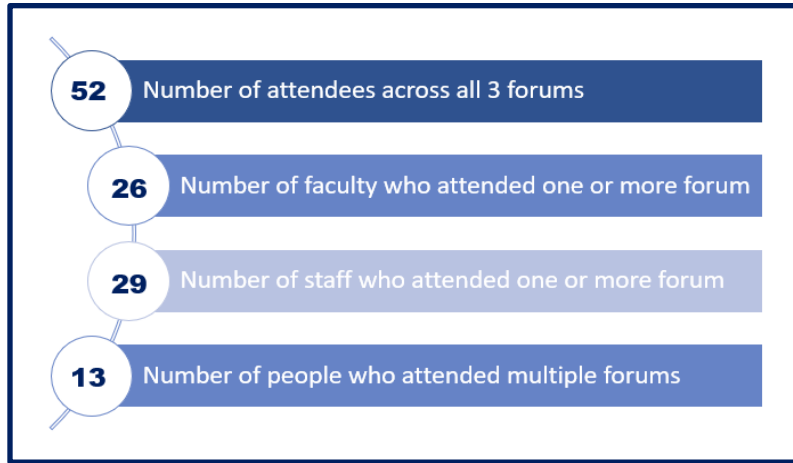 52 Number of attendees across all 3 forums
26 Number of faculty who attended one or more forum
29 Number of staff who attended one or more forum
13 Number of people who attended multiple forums